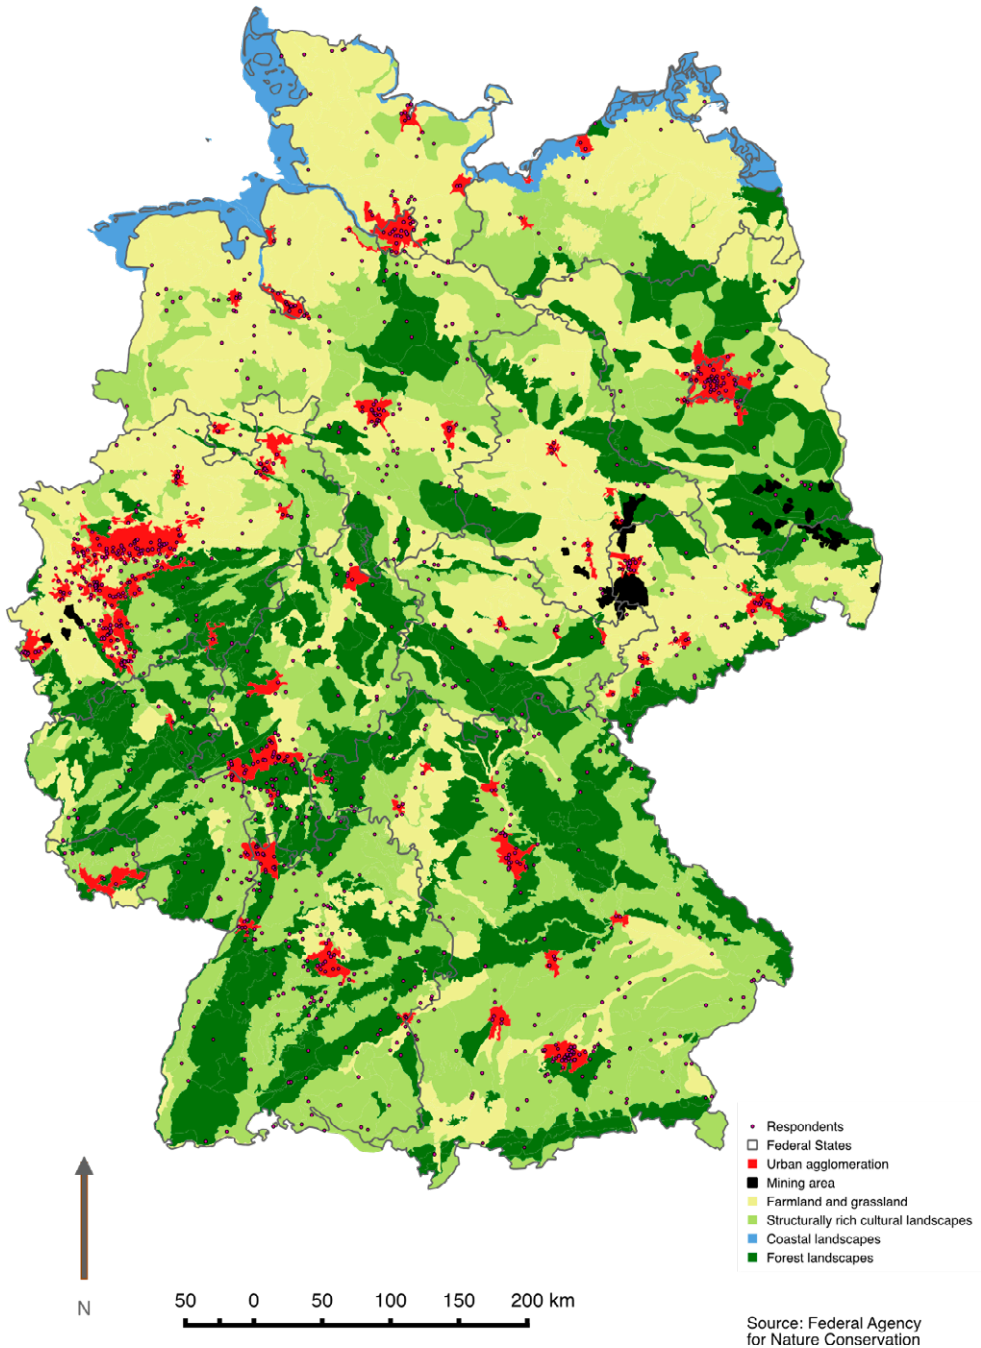 Respondents
Federal States
Urban agglomeration
Mining area
Farmland and grassland
Structurally rich cultural landscapes
Coastal landscapes
Forest landscapes
N
50 0 50 100 150 200 km
Source: Federal Agency
for Nature Conservation